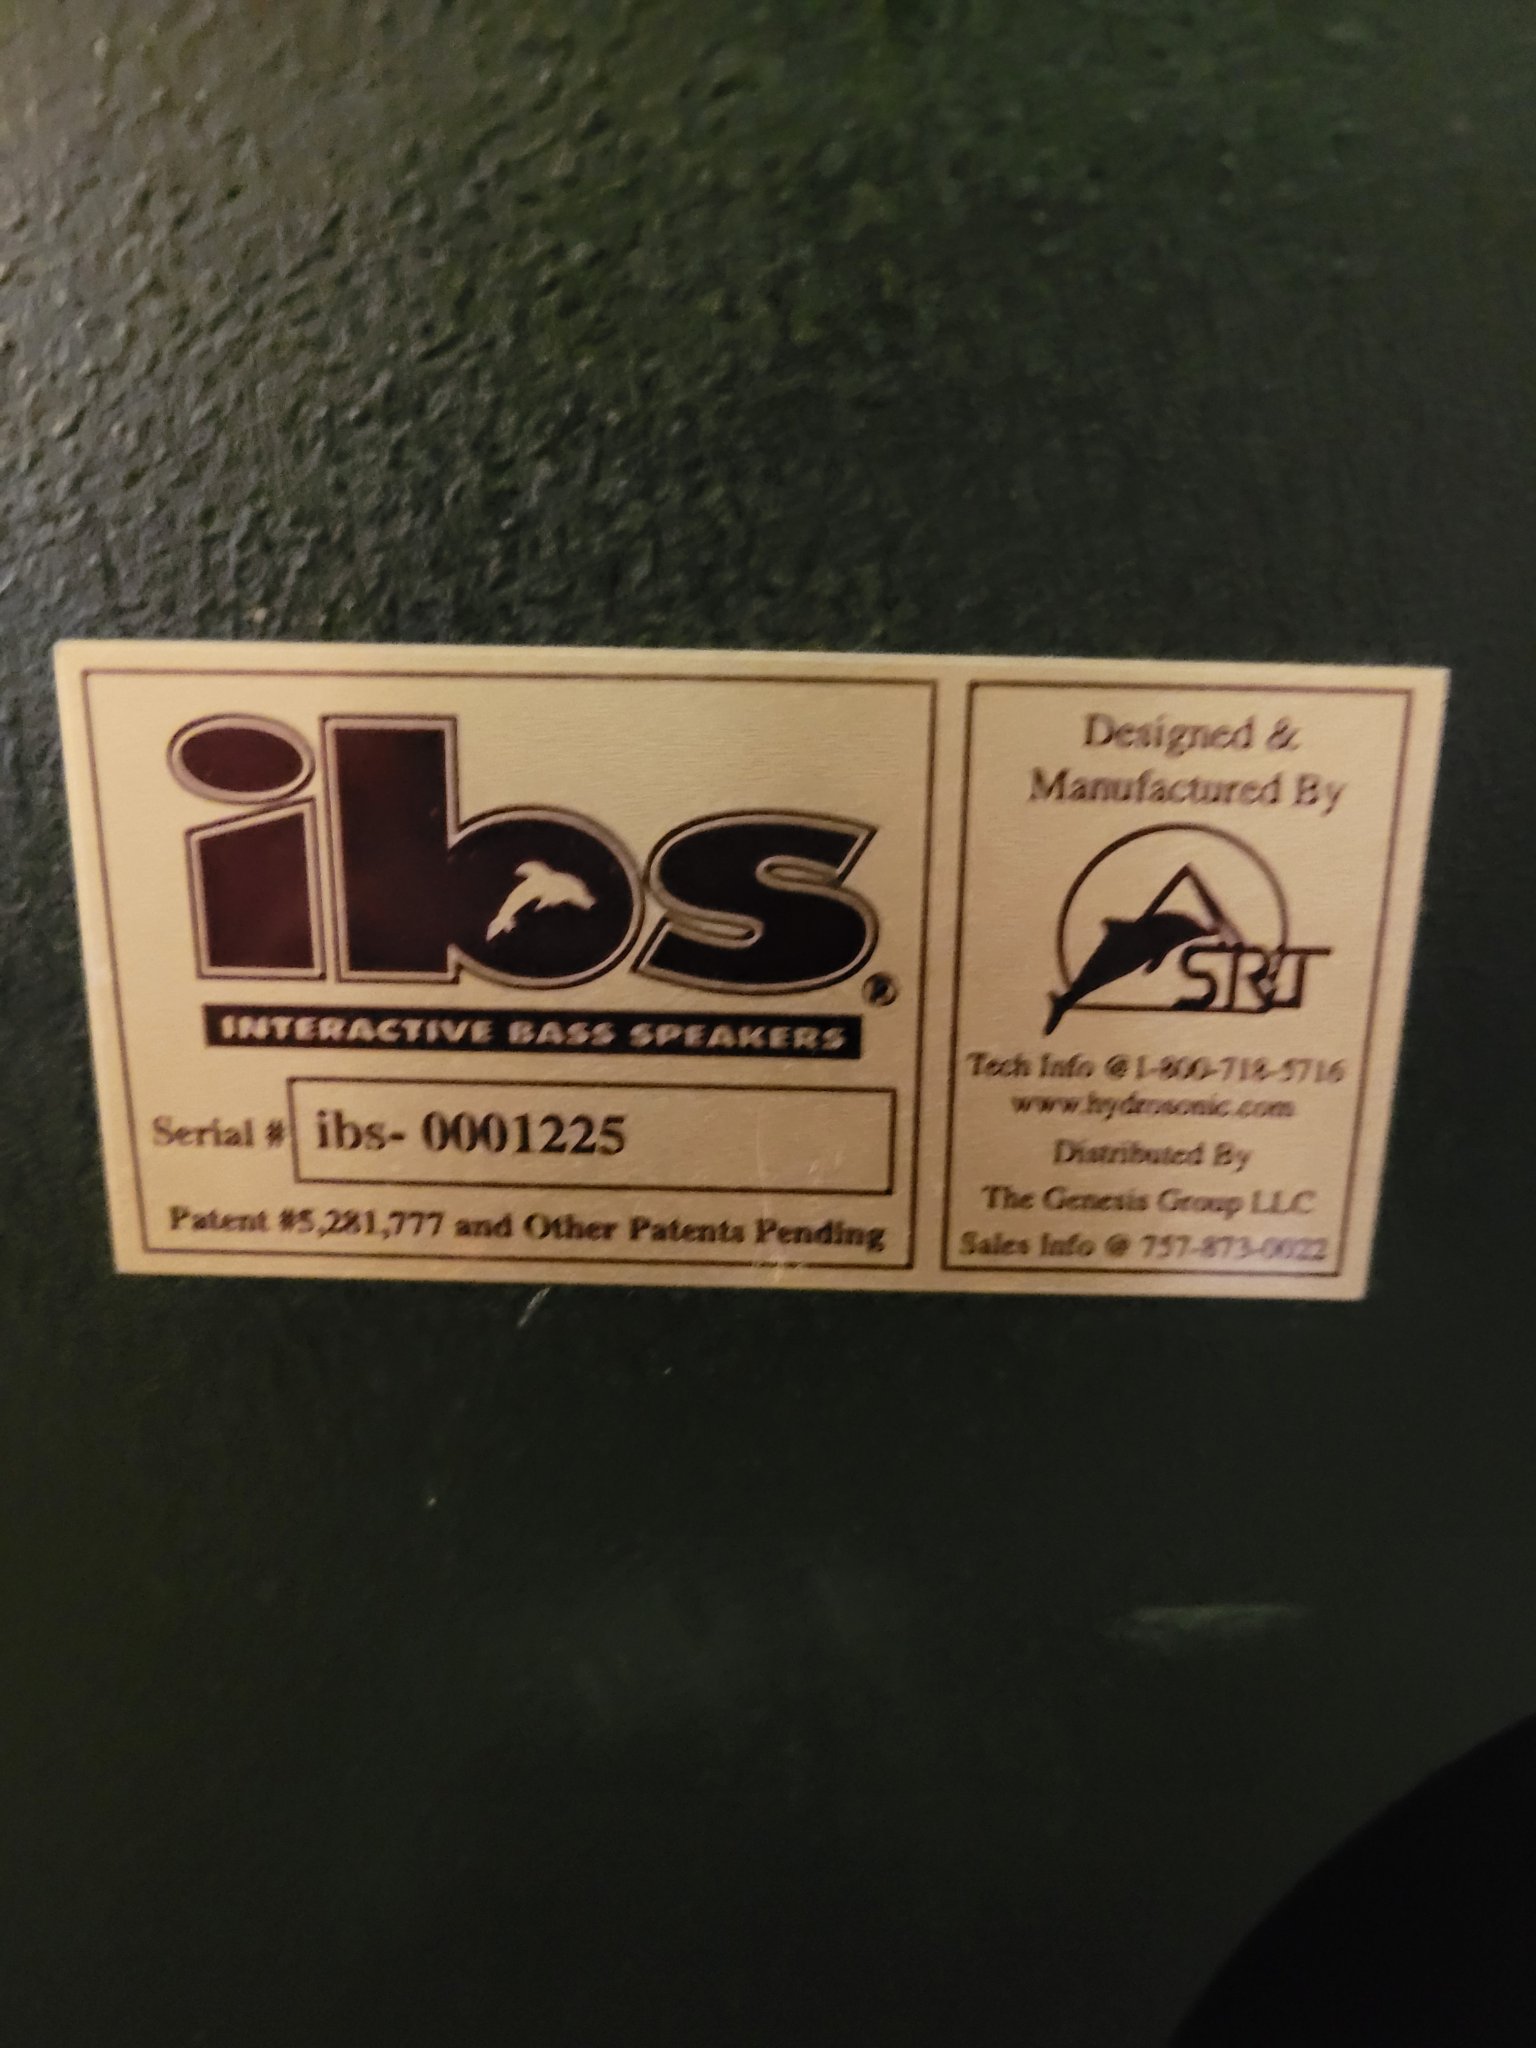 ibs®
INTERACTIVE BASS SPEAKERS
Serial # ibs- 0001225
Patent #5,281,777 and Other Patents Pending
Designed &
Manufactured By
SRT
Tech Info @ 1-800-718-5716
www.hydrosonic.com
Distributed By
The Genesis Group LLC
Sales Info @ 757-873-0022